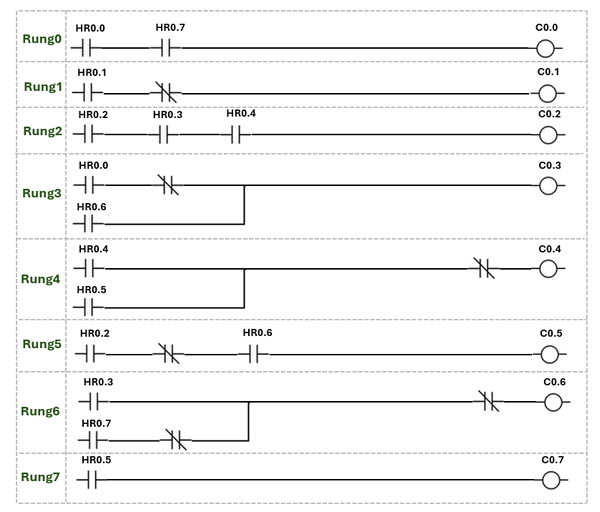 Rung0
HR0.0 HR0.7 C0.0
Rung1
HR0.1 C0.1
Rung2
HR0.2 HR0.3 HR0.4 C0.2
Rung3
HR0.0 C0.3
HR0.6
Rung4
HR0.4 C0.4
HR0.5
Rung5
HR0.2 HR0.6 C0.5
Rung6
HR0.3 C0.6
HR0.7
Rung7
HR0.5 C0.7